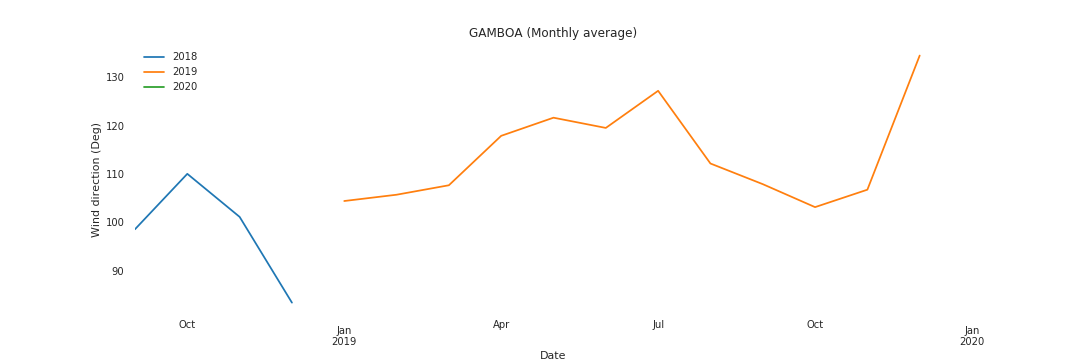 GAMBOA (Monthly average)
2018
2019
2020
130
120
110
100
90
Wind direction (Deg)
Oct
Jan
2019
Apr
Jul
Oct
Jan
2020
Date